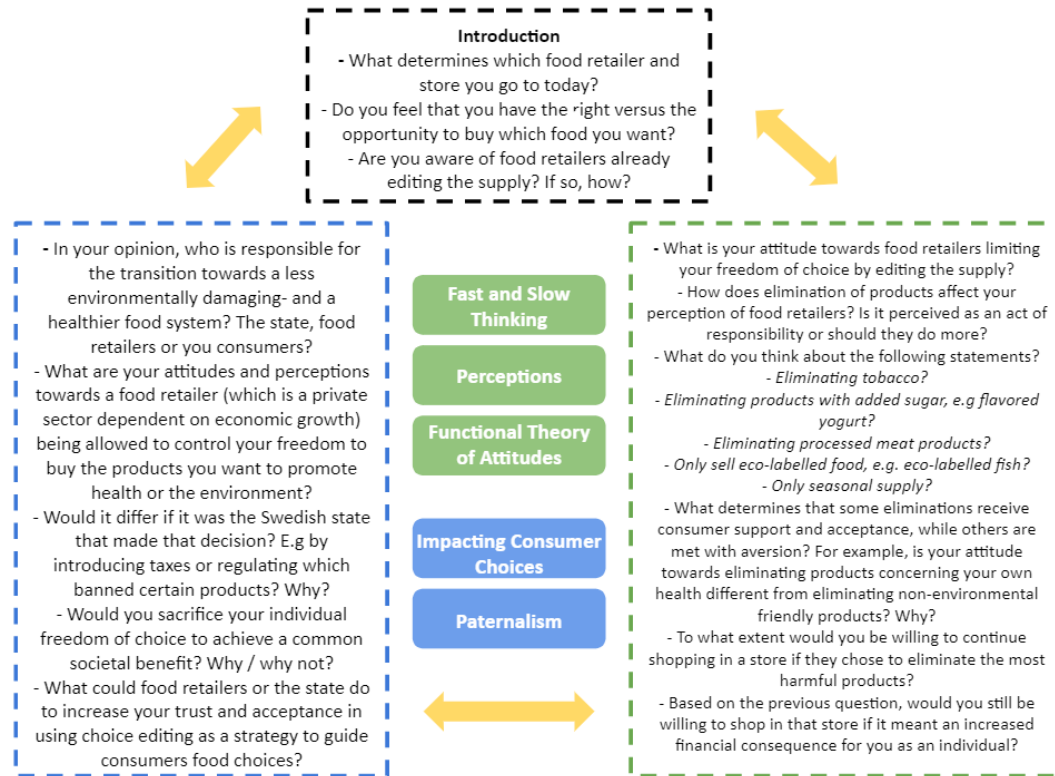 Introduction
- What determines which food retailer and
store you go to today?
- Do you feel that you have the right versus the
opportunity to buy which food you want?
- Are you aware of food retailers already
editing the supply? If so, how?
- In your opinion, who is responsible for
the transition towards a less
environmentally damaging- and a
healthier food system? The state, food
retailers or you consumers?
- What are your attitudes and perceptions
towards a food retailer (which is a private
sector dependent on economic growth)
being allowed to control your freedom to
buy the products you want to promote
health or the environment?
- Would it differ if it was the Swedish state
that made that decision? E.g by
introducing taxes or regulating which
banned certain products? Why?
- Would you sacrifice your individual
freedom of choice to achieve a common
societal benefit? Why / why not?
- What could food retailers or the state do
to increase your trust and acceptance in
using choice editing as a strategy to guide
consumers food choices?
Fast and Slow
Thinking
Perceptions
Functional Theory
of Attitudes
Impacting Consumer
Choices
Paternalism
- What is your attitude towards food retailers limiting
your freedom of choice by editing the supply?
- How does elimination of products affect your
perception of food retailers? Is it perceived as an act of
responsibility or should they do more?
- What do you think about the following statements?
- Eliminating tobacco?
- Eliminating products with added sugar, e.g flavored
yogurt?
- Eliminating processed meat products?
- Only sell eco-labelled food, e.g. eco-labelled fish?
- Only seasonal supply?
- What determines that some eliminations receive
consumer support and acceptance, while others are
met with aversion? For example, is your attitude
towards eliminating products concerning your own
health different from eliminating non-environmental
friendly products? Why?
- To what extent would you be willing to continue
shopping in a store if they chose to eliminate the most
harmful products?
- Based on the previous question, would you still be
willing to shop in that store if it meant an increased
financial consequence for you as an individual?